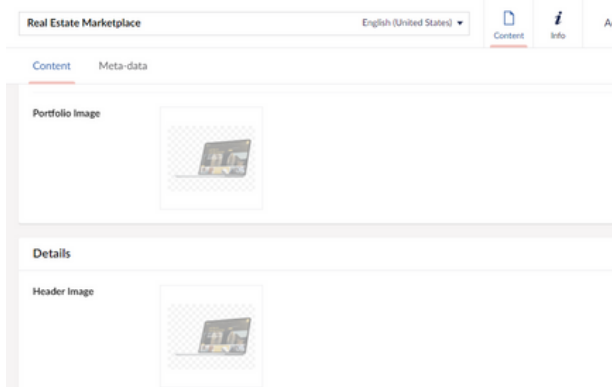 Real Estate Marketplace
English (United States)
Content
Info
Content
Meta-data
Portfolio Image
Details
Header Image